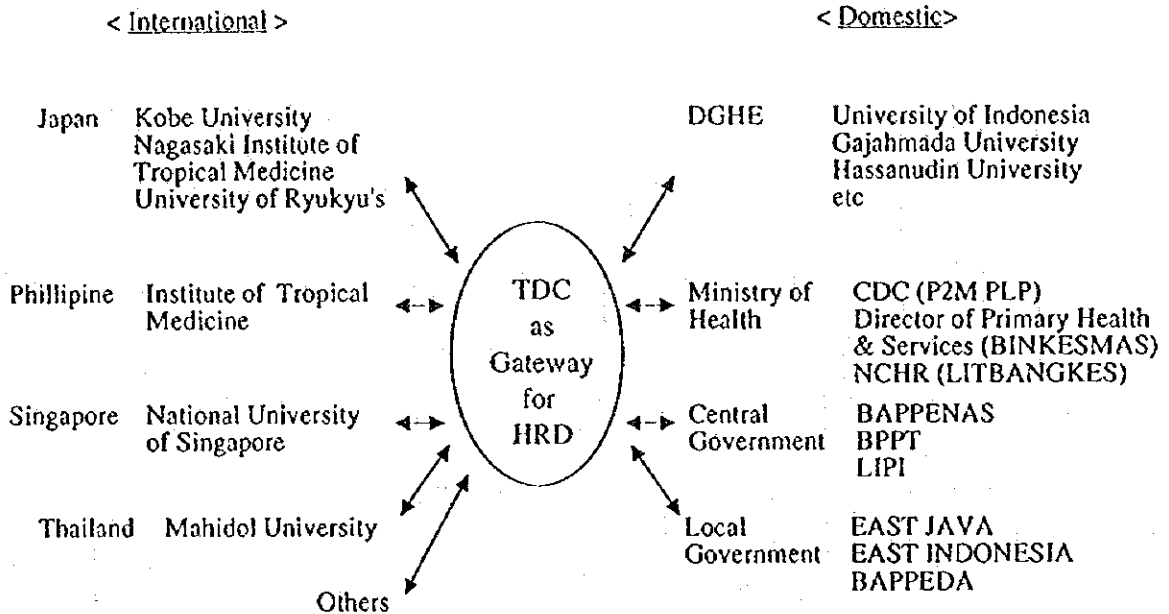 < International >
Japan Kobe University
Nagasaki Institute of
Tropical Medicine
University of Ryukyu's
Phillipine Institute of Tropical
Medicine
Singapore National University
of Singapore
Thailand Mahidol University
Others
TDC
as
Gateway
for
HRD
< Domestic>
DGHE University of Indonesia
Gajahmada University
Hassanudin University
etc
Ministry of CDC (P2M PLP)
Health Director of Primary Health
& Services (BINKESMAS)
NCHR (LITBANGKES)
Central BAPPENAS
Government BPPT
LIPI
Local EAST JAVA
Government EAST INDONESIA
BAPPEDA